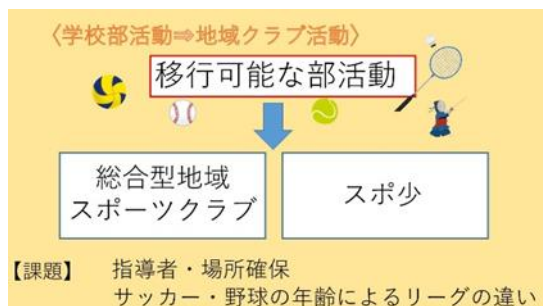 〈学校部活動⇒地域クラブ活動〉
移行可能な部活動
総合型地域
スポーツクラブ
スポ少
【課題】 指導者・場所確保
サッカー・野球の年齢によるリーグの違い